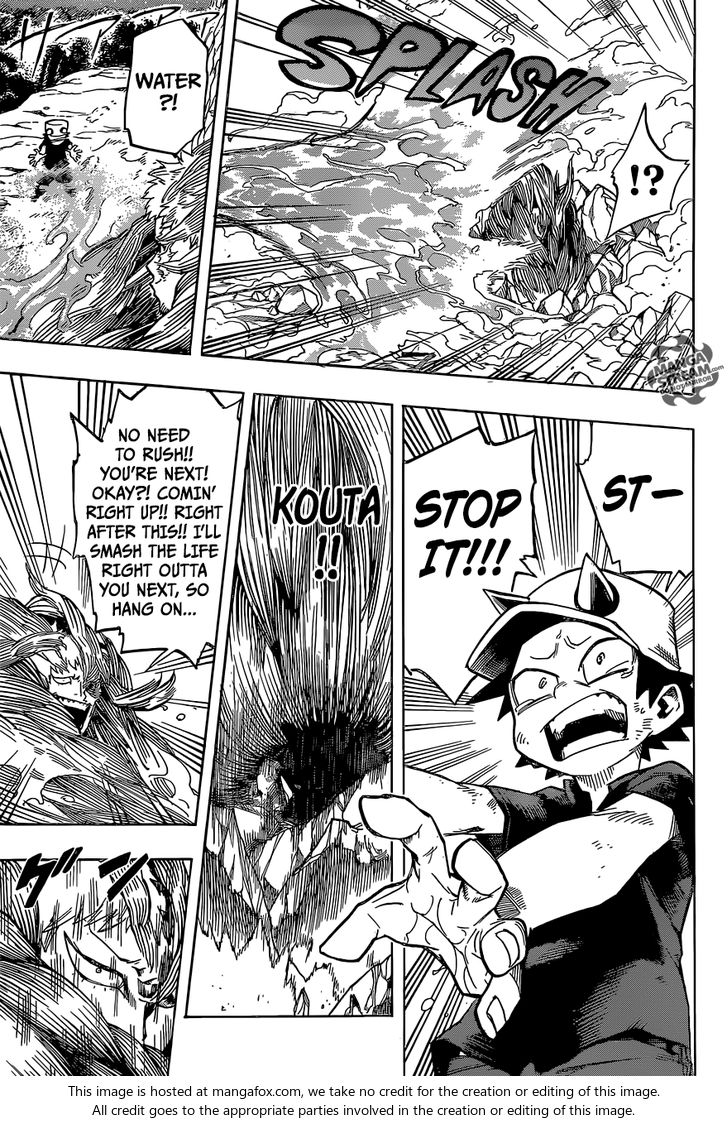 SPLASH
!?
WATER
?!
ST—
STOP
IT!!!
KOUTA
!!
NO NEED
TO RUSH!!
YOU'RE NEXT!
OKAY?! COMIN'
RIGHT UP!! RIGHT
AFTER THIS!! I'LL
SMASH THE LIFE
RIGHT OUTTA
YOU NEXT, SO
HANG ON...
グン
MANGA
STREAM.com
This image is hosted at mangafox.com, we take no credit for the creation or editing of this image.
All credit goes to the appropriate parties involved in the creation or editing of this image.